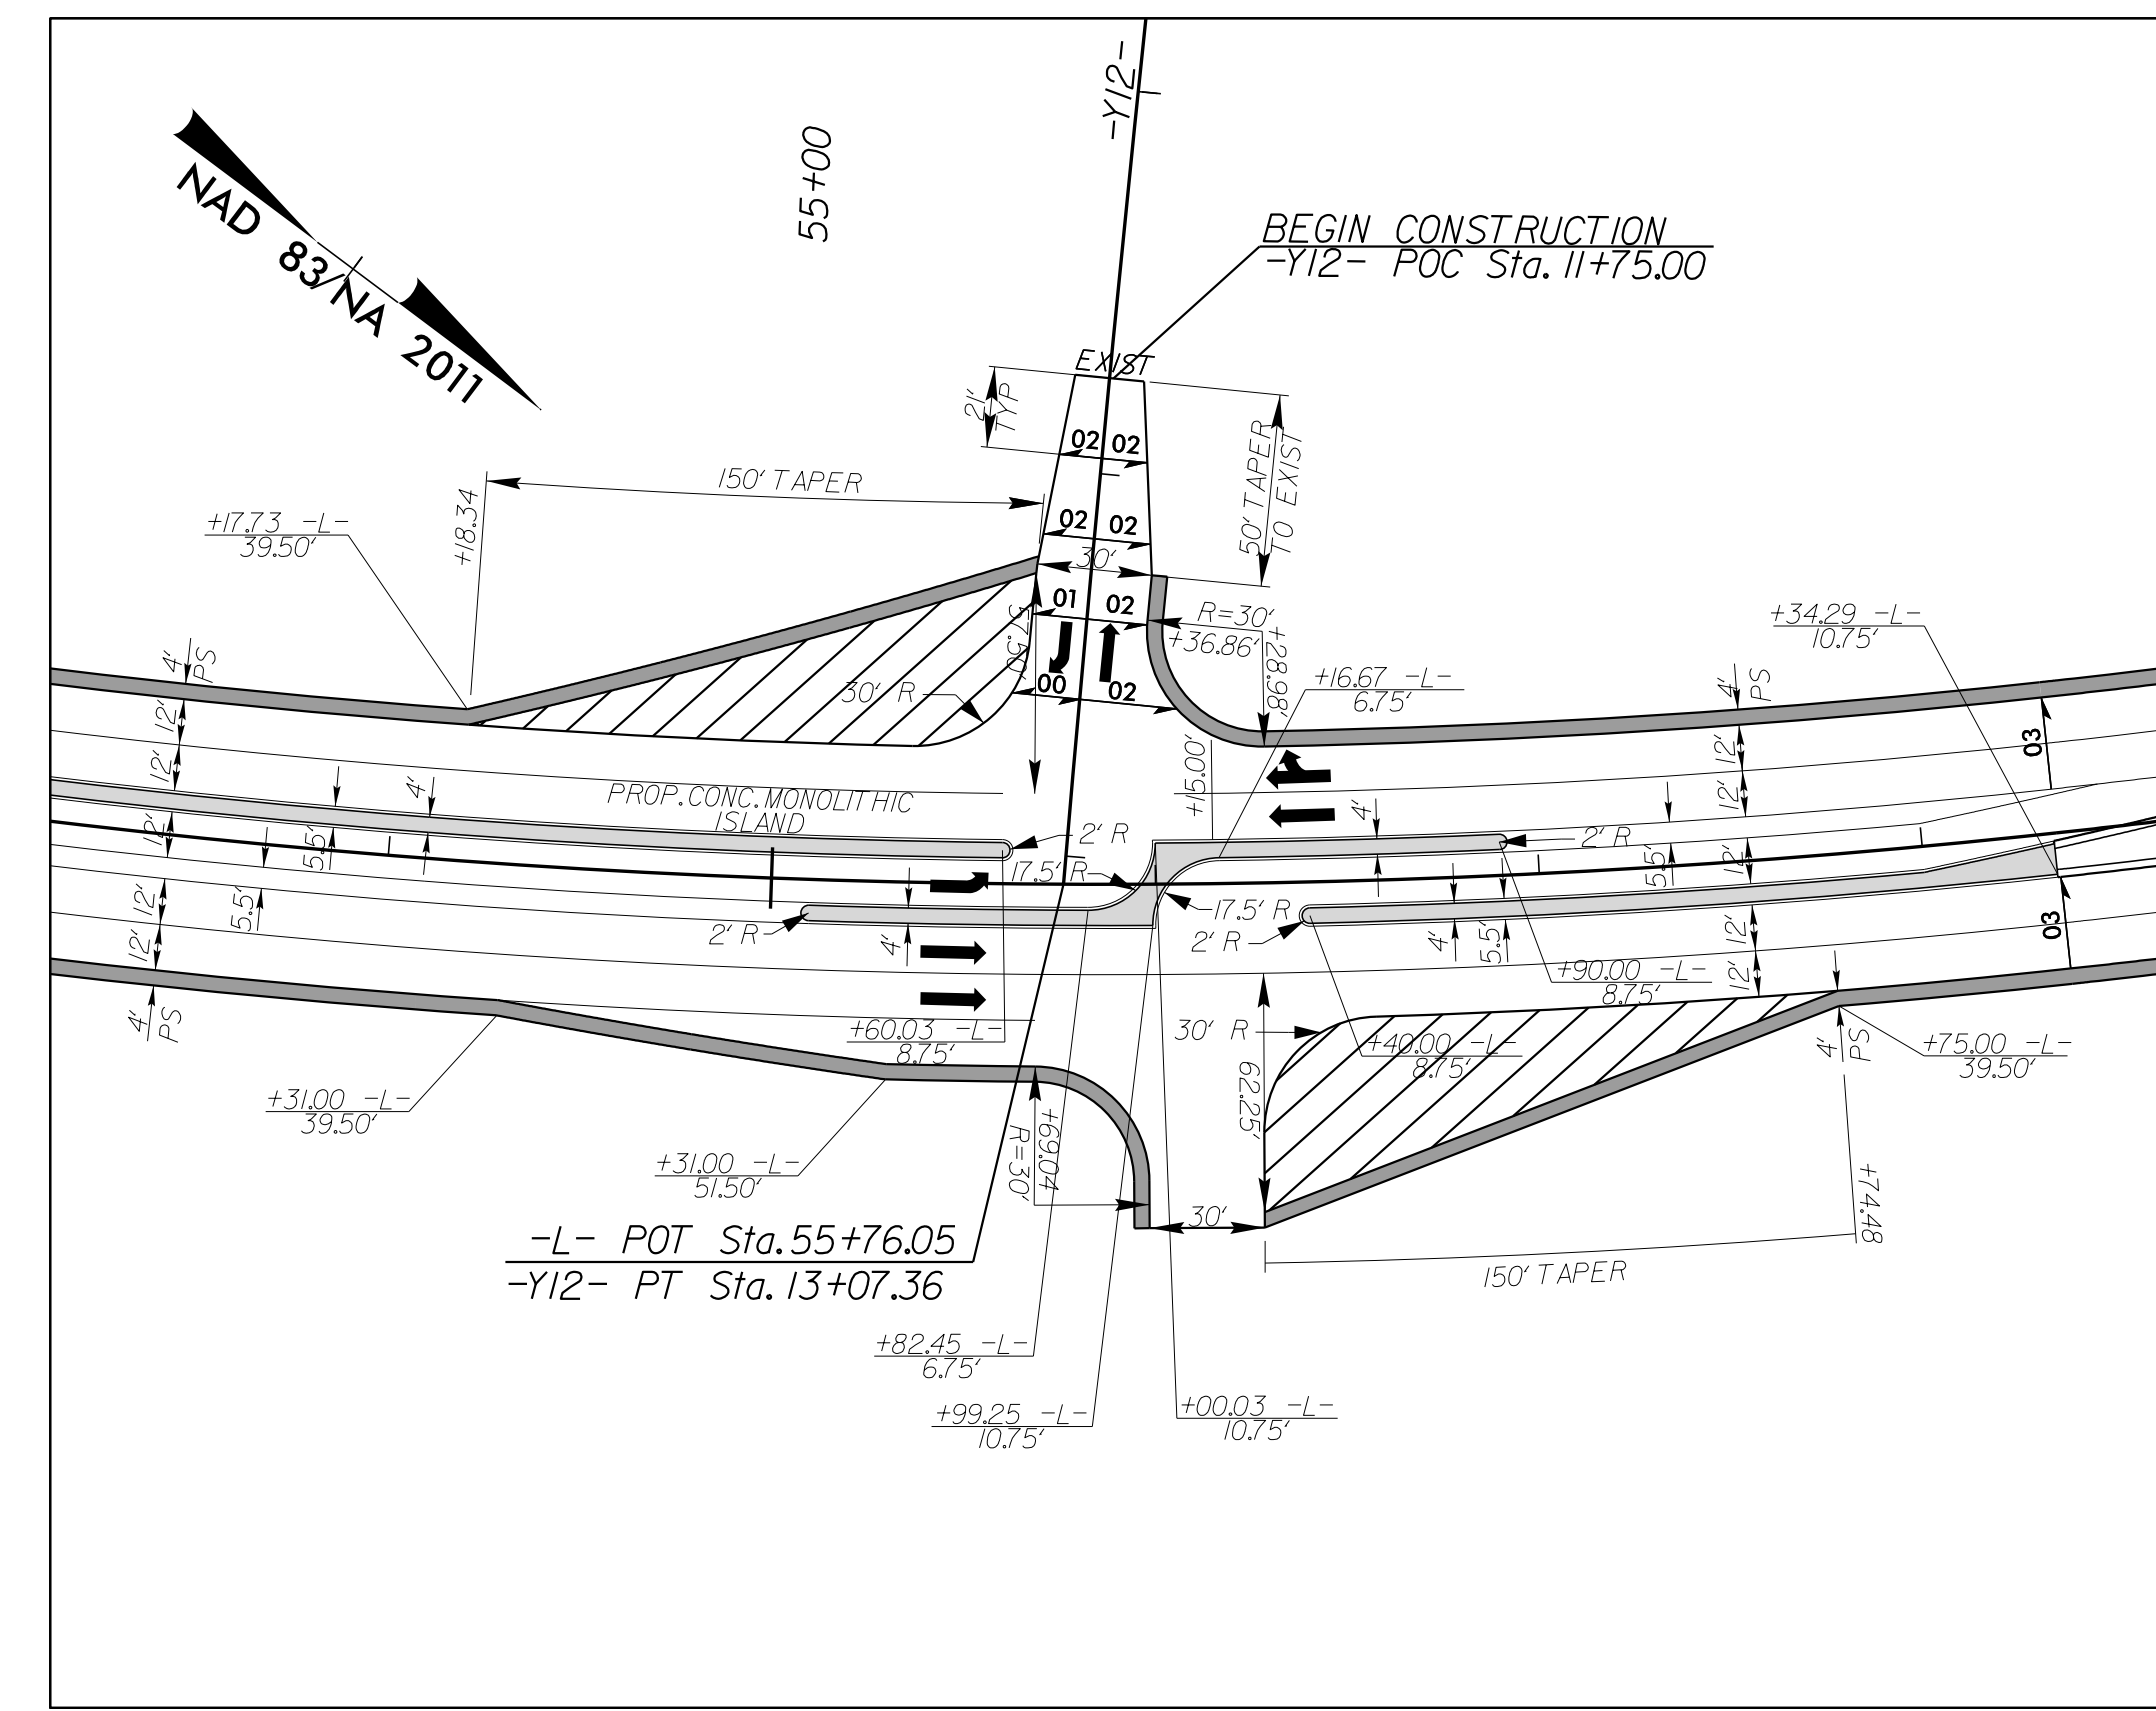 -Y12-
55+00
NAD 83/NA 2011
BEGIN CONSTRUCTION
-Y12- POC Sta. 11+75.00
EXIST
21'
TYP
02 02
50' TAPER
TO EXIST
150' TAPER
+18.34
+17.73 -L-
39.50'
02 02
30'
01 02
57.50'
R=30'
+36.86'
+28.98'
+34.29 -L-
10.75'
4'
PS
30' R
00 02
+16.67 -L-
6.75'
4'
PS
12'
12'
03
12'
12'
+15.00'
PROP. CONC. MONOLITHIC
ISLAND
4'
5.5'
12'
2' R
4'
2' R
5.5'
12'
17.5' R
17.5' R
12'
5.5'
12'
2' R
4'
2' R
4'
5.5'
12'
12'
03
+90.00 -L-
8.75'
4'
PS
+60.03 -L-
8.75'
30' R
+40.00 -L-
8.75'
4'
PS
+75.00 -L-
39.50'
+31.00 -L-
39.50'
62.25'
+69.04
R=30'
+31.00 -L-
51.50'
30'
+74.48
150' TAPER
-L- POT Sta. 55+76.05
-Y12- PT Sta. 13+07.36
+82.45 -L-
6.75'
+99.25 -L-
10.75'
+00.03 -L-
10.75'